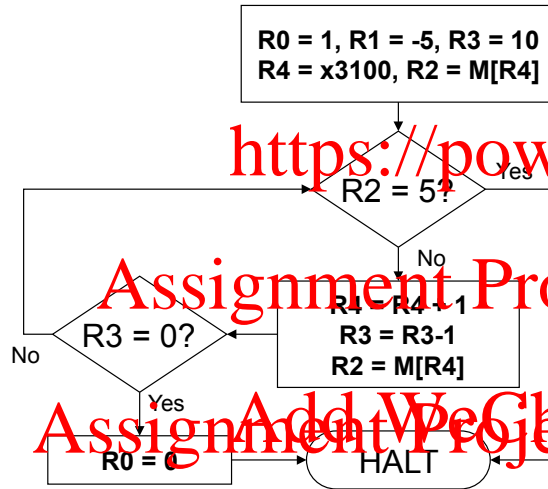 R0 = 1, R1 = -5, R3 = 10
R4 = x3100, R2 = M[R4]
https://pow
R2 = 5?
Yes
No
Assignment Pro
R4 = R4 + 1
R3 = R3-1
R2 = M[R4]
R3 = 0?
No
Yes
Add WeCh
Assignment Proje
R0 = 0
HALT